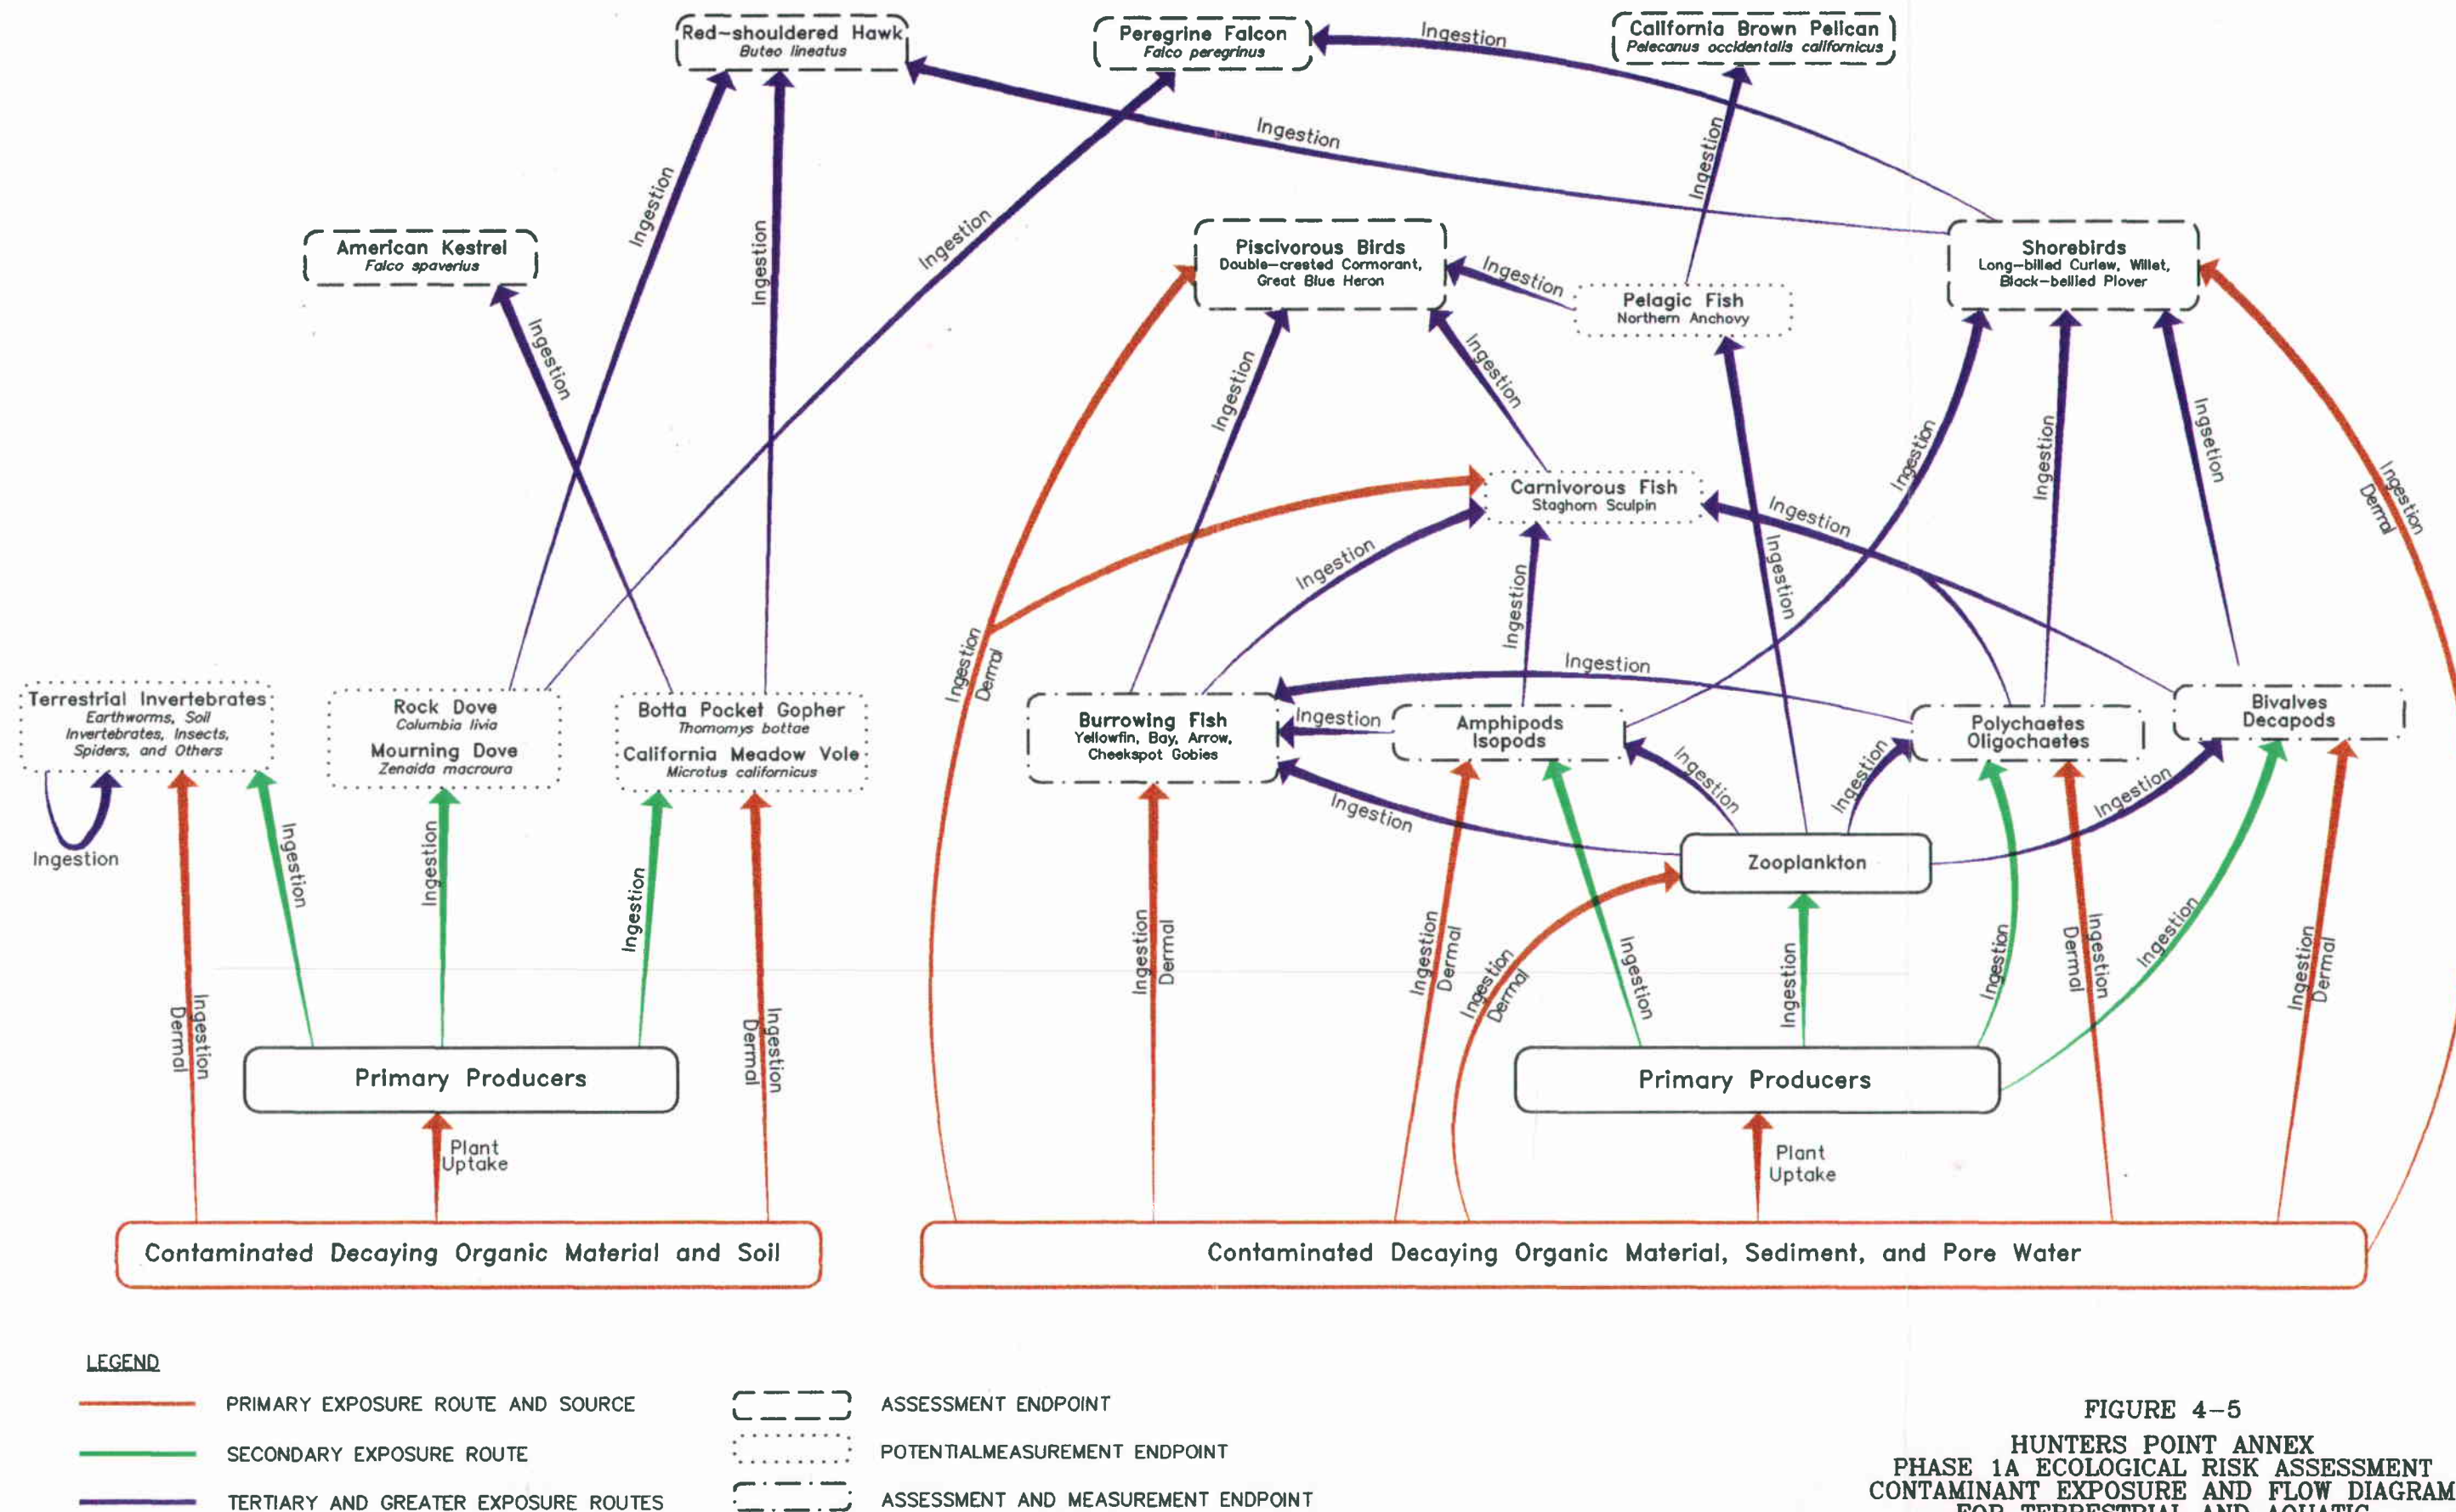 Red-shouldered Hawk
Buteo lineatus
Peregrine Falcon
Falco peregrinus
California Brown Pelican
Pelecanus occidentalis californicus
Ingestion
Ingestion
Ingestion
Ingestion
Ingestion
Ingestion
American Kestrel
Falco spaverius
Ingestion
Piscivorous Birds
Double-crested Cormorant,
Great Blue Heron
Ingestion
Pelagic Fish
Northern Anchovy
Shorebirds
Long-billed Curlew, Willet,
Black-bellied Plover
Ingestion
Ingestion
Ingestion
Ingestion
Ingsetion
Ingestion
Dermal
Carnivorous Fish
Staghorn Sculpin
Ingestion
Ingestion
Ingestion
Ingestion
Ingestion
Dermal
Ingestion
Terrestrial Invertebrates
Earthworms, Soil
Invertebrates, Insects,
Spiders, and Others
Rock Dove
Columbia livia
Mourning Dove
Zenaida macroura
Botta Pocket Gopher
Thomomys bottae
California Meadow Vole
Microtus californicus
Burrowing Fish
Yellowfin, Bay, Arrow,
Cheekspot Gobies
Ingestion
Amphipods
Isopods
Polychaetes
Oligochaetes
Bivalves
Decapods
Ingestion
Ingestion
Ingestion
Ingestion
Ingestion
Ingestion
Ingestion
Ingestion
Zooplankton
Ingestion
Dermal
Ingestion
Dermal
Ingestion
Dermal
Ingestion
Dermal
Ingestion
Dermal
Ingestion
Ingestion
Ingestion
Ingestion
Ingestion
Dermal
Ingestion
Dermal
Primary Producers
Primary Producers
Plant
Uptake
Plant
Uptake
Contaminated Decaying Organic Material and Soil
Contaminated Decaying Organic Material, Sediment, and Pore Water
LEGEND
PRIMARY EXPOSURE ROUTE AND SOURCE
SECONDARY EXPOSURE ROUTE
TERTIARY AND GREATER EXPOSURE ROUTES
ASSESSMENT ENDPOINT
POTENTIALMEASUREMENT ENDPOINT
ASSESSMENT AND MEASUREMENT ENDPOINT
FIGURE 4-5
HUNTERS POINT ANNEX
PHASE 1A ECOLOGICAL RISK ASSESSMENT
CONTAMINANT EXPOSURE AND FLOW DIAGRAM
FOR TERRESTRIAL AND AQUATIC